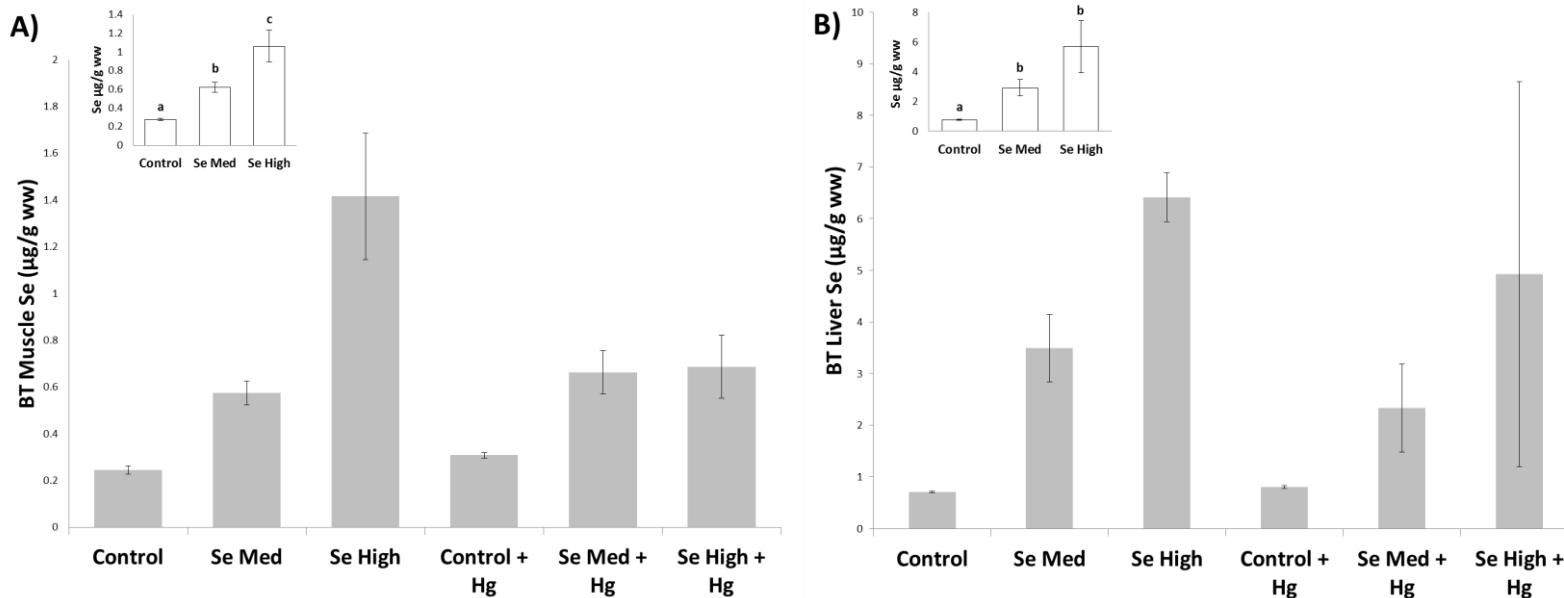 A)
BT Muscle Se (µg/g ww)
2
1.8
1.6
1.4
1.2
1
0.8
0.6
0.4
0.2
0
Se µg/g ww
1.4
1.2
1
0.8
0.6
0.4
0.2
0
a
b
c
Control Se Med Se High
Control Se Med Se High Control + Se Med + Se High +
Hg Hg Hg
B)
BT Liver Se (µg/g ww)
10
9
8
7
6
5
4
3
2
1
0
Se µg/g ww
8
6
4
2
0
a
b
b
Control Se Med Se High
Control Se Med Se High Control + Se Med + Se High +
Hg Hg Hg